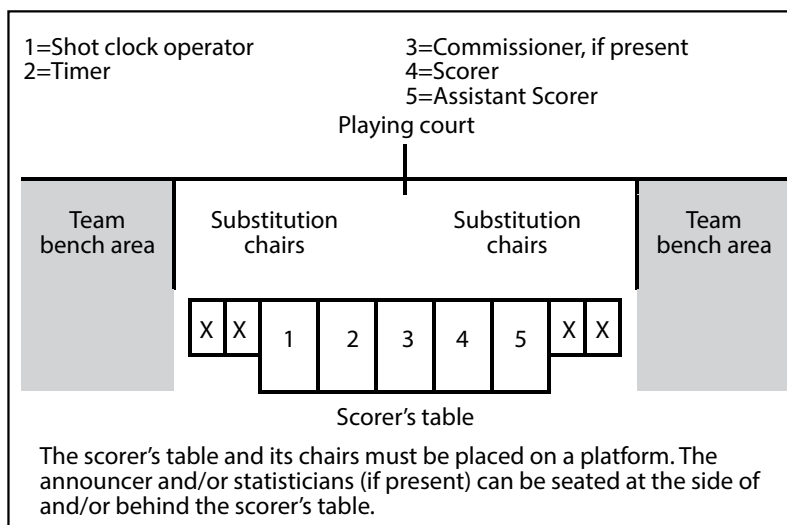 1=Shot clock operator
2=Timer
3=Commissioner, if present
4=Scorer
5=Assistant Scorer
Playing court
Team
bench area
Substitution
chairs
Substitution
chairs
Team
bench area
X X 1 2 3 4 5 X X
Scorer’s table
The scorer’s table and its chairs must be placed on a platform. The
announcer and/or statisticians (if present) can be seated at the side of
and/or behind the scorer’s table.